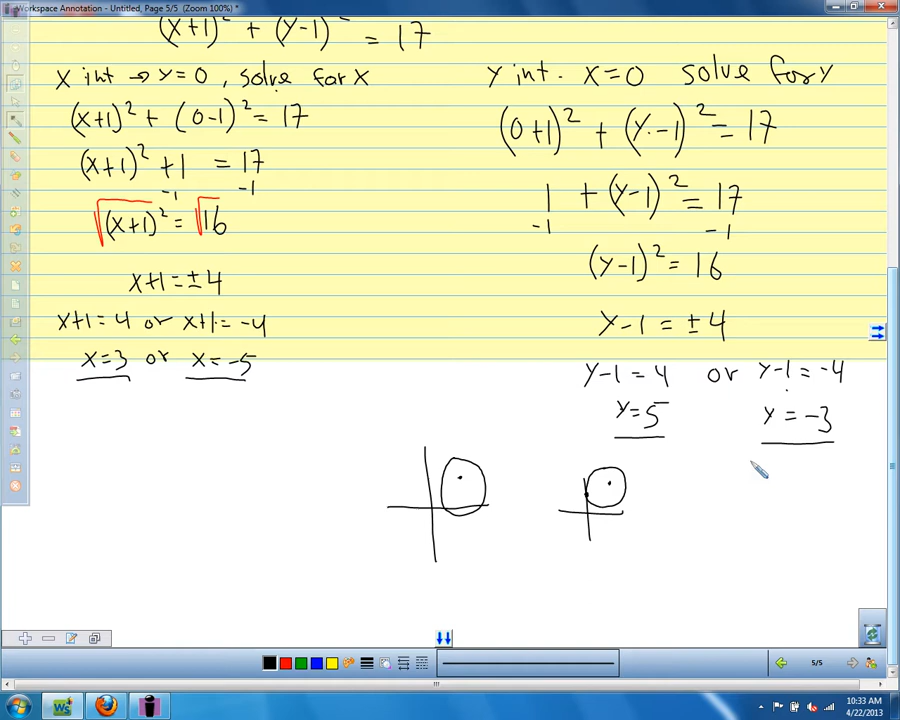 Workspace Annotation - Viewer, Page 5/5 (Zoom 100%) *
(x+1)² + (y-1)² = 17
X int → y=0 , solve for X
(x+1)² + (0-1)² = 17
(x+1)² +1 = 17
-1 -1
√(x+1)² = √16
x+1 = ±4
x+1 = 4 or x+1 = -4
x=3 or x= -5
Y int. X=0 solve for Y
(0+1)² + (y-1)² = 17
1 + (y-1)² = 17
-1 -1
(y-1)² = 16
y-1 = ±4
y-1 = 4 or y-1 = -4
y=5 y = -3
5/5
10:33 AM
4/22/2013